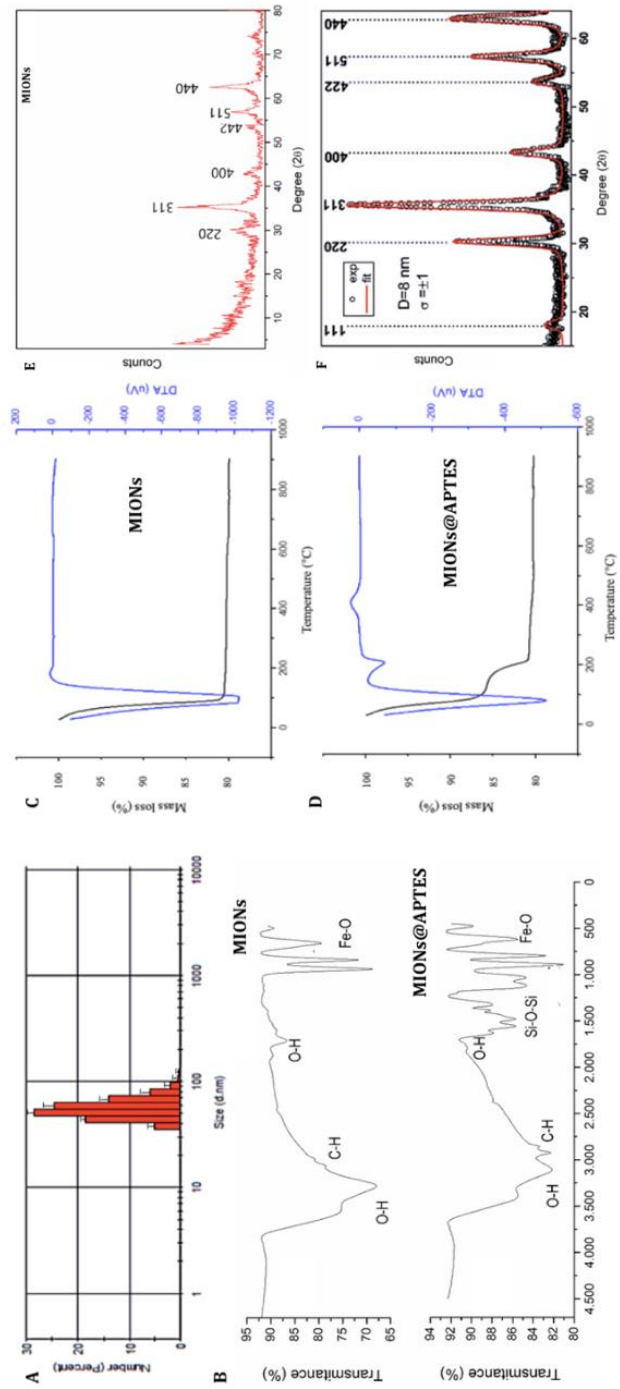 A
Number (Percent)
30
20
10
0
1
10
100
1000
10000
Size (d.nm)
B
MIONs
Transmitance (%)
95
90
85
80
75
70
65
O-H
C-H
O-H
Fe-O
MIONs@APTES
Transmitance (%)
94
92
90
88
86
84
82
80
O-H
C-H
O-H
Si-O-Si
Fe-O
4.500
4.000
3.500
3.000
2.500
2.000
1.500
1.000
500
0
C
Mass loss (%)
100
95
90
85
80
MIONs
DTA (uV)
200
0
-200
-400
-600
-800
-1000
-1200
0
200
400
600
800
1000
Temperature (°C)
D
Mass loss (%)
100
95
90
85
80
MIONs@APTES
DTA (uV)
0
-200
-400
-600
0
200
400
600
800
1000
Temperature (°C)
E
MIONs
Counts
220
311
400
442
511
440
10
20
30
40
50
60
70
80
Degree (2θ)
F
Counts
111
220
311
400
422
511
440
exp
fit
D=8 nm
σ =±1
20
30
40
50
60
Degree (2θ)